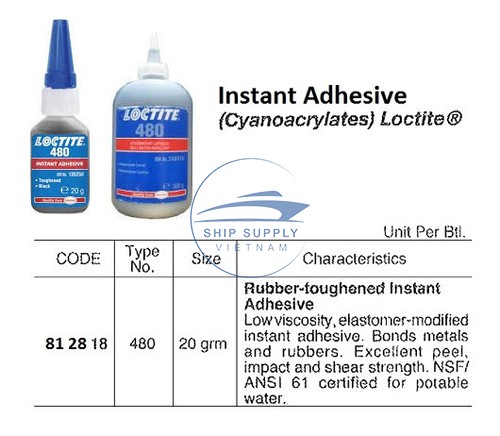 LOCTITE
480
INSTANT ADHESIVE
• Toughened
• Black
20 g
LOCTITE
480
Instant Adhesive
(Cyanoacrylates) Loctite®
SHIP SUPPLY
VIETNAM
Unit Per Btl.
CODE Type No. Size Characteristics
81 28 18 480 20 grm
Rubber-toughened Instant
Adhesive
Low viscosity, elastomer-modified
instant adhesive. Bonds metals
and rubbers. Excellent peel,
impact and shear strength. NSF/
ANSI 61 certified for potable
water.